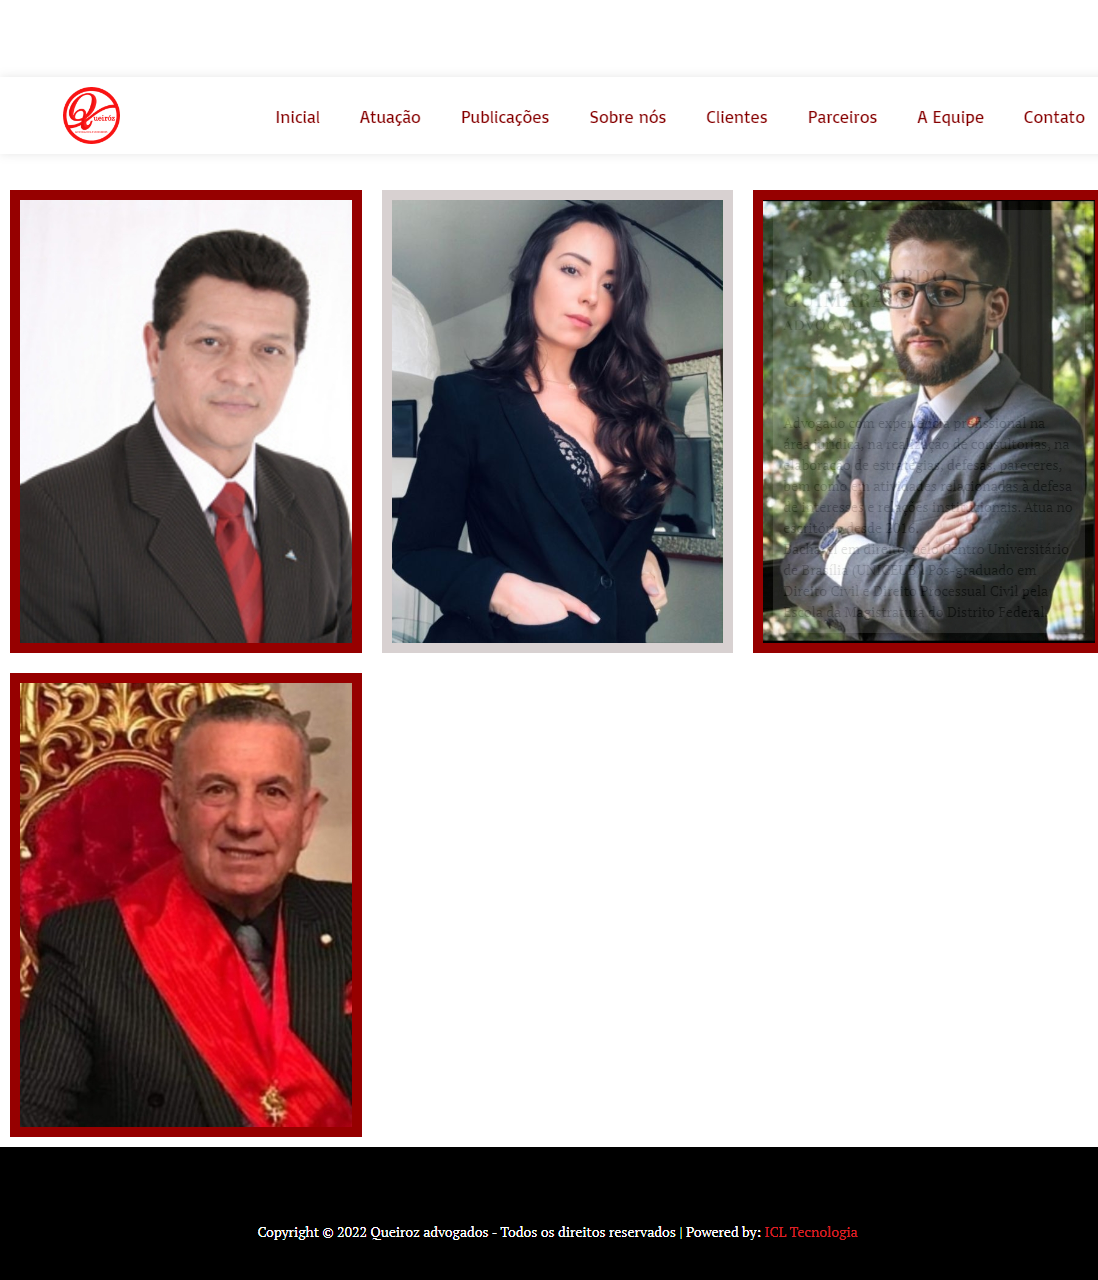 Queiróz
Inicial Atuação Publicações Sobre nós Clientes Parceiros A Equipe Contato
Advogado com experiência profissional na
área jurídica, na realização de consultorias, na
elaboração de estratégias, defesas, pareceres,
bem como em atividades relacionadas à defesa
de interesses e relações Institucionais. Atua no
escritório desde
Bacharel em direito pelo Centro Universitário
de Brasília (UNICEUB). Pós-graduado em
Direito Civil e Direito Processual Civil pela
Escola da Magistratura do Distrito Federal
Copyright © 2022 Queiroz advogados - Todos os direitos reservados | Powered by: ICL Tecnologia